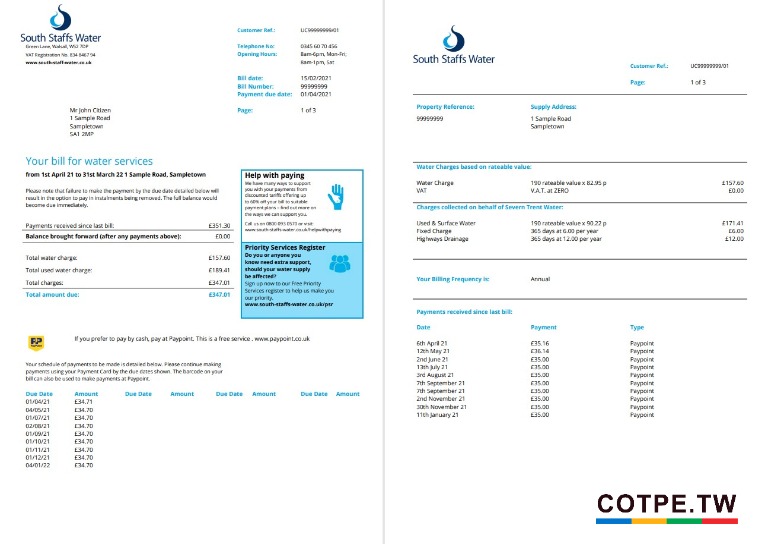 South Staffs Water
Green Lane, Walsall, WS2 7DP
VAT Registration No. 834 8467 94
www.southstaffwater.co.uk
Customer Ref.: UC99999999/01
Telephone No: 0345 60 70 456
Opening Hours: 8am-6pm, Mon-Fri;
8am-1pm, Sat
Bill date: 15/02/2021
Bill Number: 99999999
Payment due date: 01/04/2021
Page: 1 of 3
Mr John Citizen
1 Sample Road
Sampletown
SA1 2MP
Your bill for water services
from 1st April 21 to 31st March 22 1 Sample Road, Sampletown
Please note that failure to make the payment by the due date detailed below will
result in the option to pay in instalments being removed. The full balance would
become due immediately.
Payments received since last bill: £351.30
Balance brought forward (after any payments above): £0.00
Total water charge: £157.60
Total used water charge: £189.41
Total charges: £347.01
Total amount due: £347.01
Help with paying
We have many ways to support
you with your payments from
discounted tariffs offering up
to 60% off your bill to suitable
payment plans – find out more on
the ways we can support you.
Call us on 0800 093 0570 or visit:
www.south-staffs-water.co.uk/helpwithpaying
Priority Services Register
Do you or anyone you
know need extra support,
should your water supply
be affected?
Sign up now to our Free Priority
Services register to help us make you
our priority.
www.south-staffs-water.co.uk/psr
If you prefer to pay by cash, pay at Paypoint. This is a free service . www.paypoint.co.uk
Your schedule of payments to be made is detailed below. Please continue making
payments using your Payment Card by the due dates shown. The barcode on your
bill can also be used to make payments at Paypoint.
Due Date Amount Due Date Amount Due Date Amount Due Date Amount
01/04/21 £34.71
04/05/21 £34.70
01/07/21 £34.70
02/08/21 £34.70
01/09/21 £34.70
01/10/21 £34.70
01/11/21 £34.70
01/12/21 £34.70
04/01/22 £34.70
South Staffs Water
Customer Ref.: UC99999999/01
Page: 1 of 3
Property Reference: Supply Address:
99999999 1 Sample Road
Sampletown
Water Charges based on rateable value:
Water Charge 190 rateable value x 82.95 p £157.60
VAT V.A.T. at ZERO £0.00
Charges collected on behalf of Severn Trent Water:
Used & Surface Water 190 rateable value x 90.22 p £171.41
Fixed Charge 365 days at 6.00 per year £6.00
Highways Drainage 365 days at 12.00 per year £12.00
Your Billing Frequency is: Annual
Payments received since last bill:
Date Payment Type
6th April 21 £35.16 Paypoint
12th May 21 £36.14 Paypoint
2nd June 21 £35.00 Paypoint
13th July 21 £35.00 Paypoint
3rd August 21 £35.00 Paypoint
7th September 21 £35.00 Paypoint
7th September 21 £35.00 Paypoint
2nd November 21 £35.00 Paypoint
30th November 21 £35.00 Paypoint
11th January 21 £35.00 Paypoint
COTPE.TW